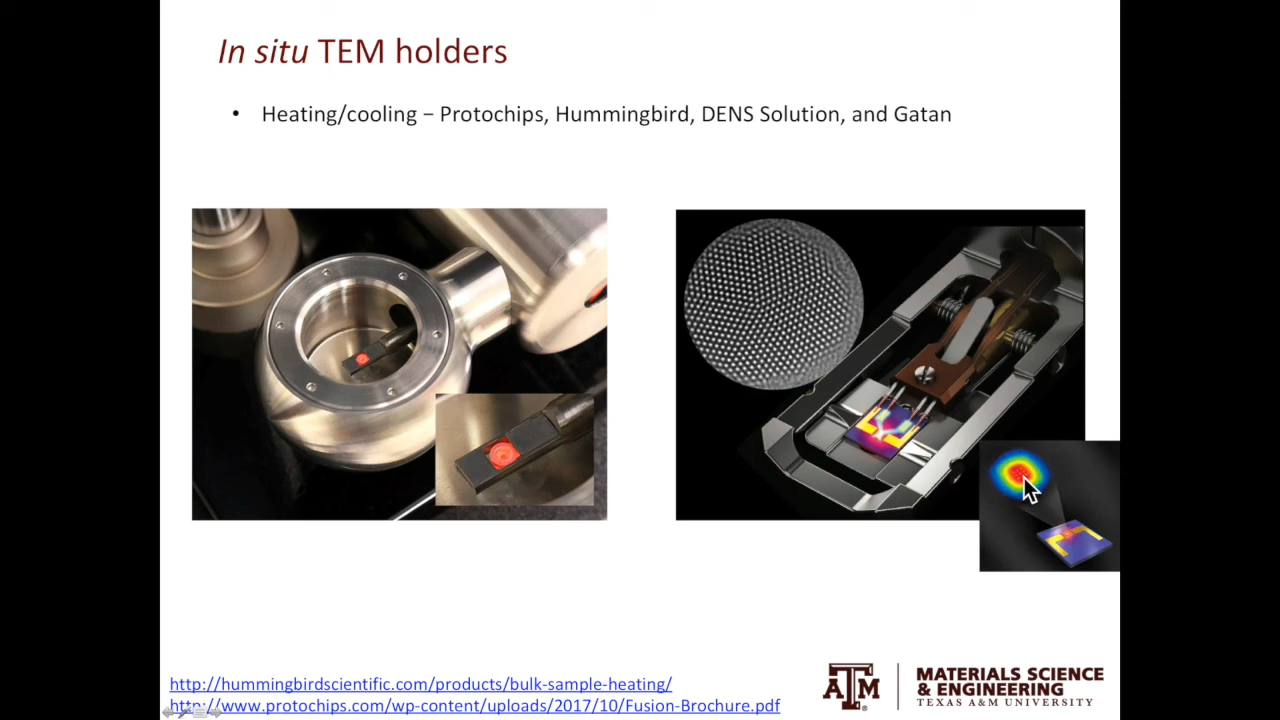 In situ TEM holders
• Heating/cooling – Protochips, Hummingbird, DENS Solution, and Gatan
http://hummingbirdscientific.com/products/bulk-sample-heating/
http://www.protochips.com/wp-content/uploads/2017/10/Fusion-Brochure.pdf
ATM
®
MATERIALS SCIENCE
& ENGINEERING
TEXAS A&M UNIVERSITY